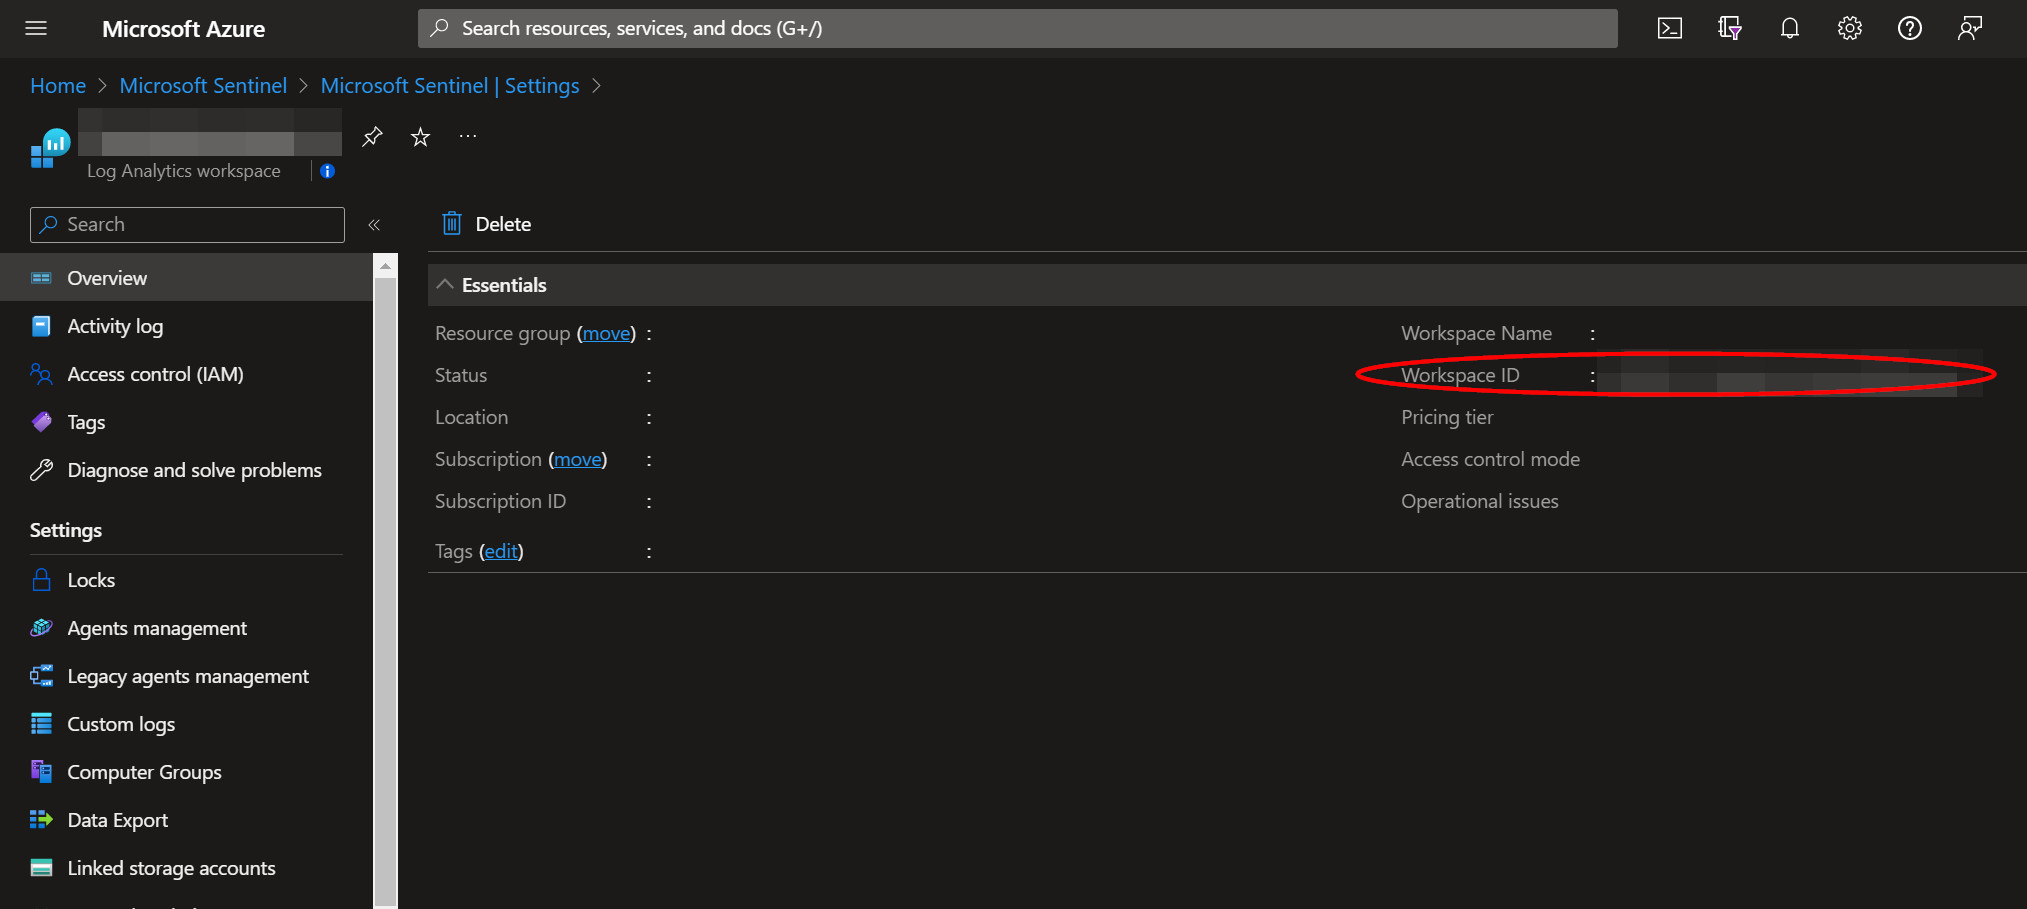 Microsoft Azure
Search resources, services, and docs (G+/)
Home > Microsoft Sentinel > Microsoft Sentinel | Settings >
Log Analytics workspace
Search
«
Delete
Overview
Activity log
Access control (IAM)
Tags
Diagnose and solve problems
Settings
Locks
Agents management
Legacy agents management
Custom logs
Computer Groups
Data Export
Linked storage accounts
Essentials
Resource group (move) :
Status :
Location :
Subscription (move) :
Subscription ID :
Tags (edit) :
Workspace Name :
Workspace ID :
Pricing tier
Access control mode
Operational issues